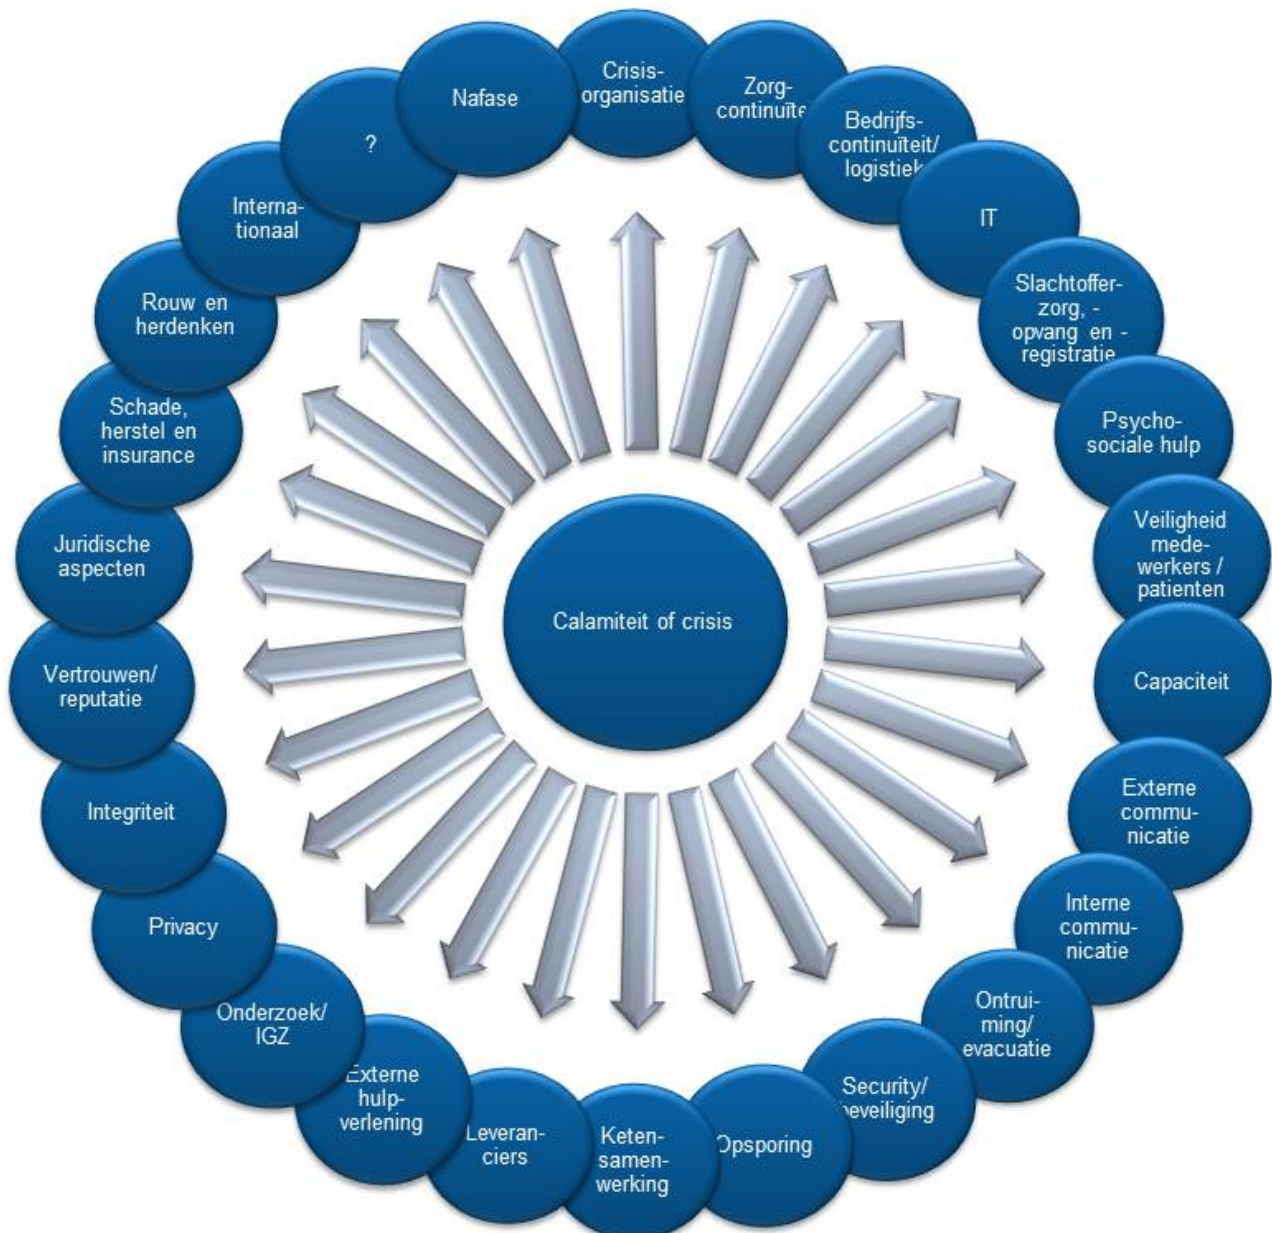 Crisis-
organisatie
Zorg-
continuïte
Bedrijfs-
continuïteit/
logistiek
IT
Slachtoffer-
zorg, -
opvang en -
registratie
Psycho-
sociale hulp
Veiligheid
mede-
werkers /
patienten
Capaciteit
Externe
commu-
nicatie
Interne
commu-
nicatie
Ontrui-
ming/
evacuatie
Security/
beveiliging
Opsporing
Keten-
samen-
werking
Leveran-
ciers
Externe
hulp-
verlening
Onderzoek/
IGZ
Privacy
Integriteit
Vertrouwen/
reputatie
Juridische
aspecten
Schade,
herstel en
insurance
Rouw en
herdenken
Interna-
tionaal
?
Nafase
Calamiteit of crisis